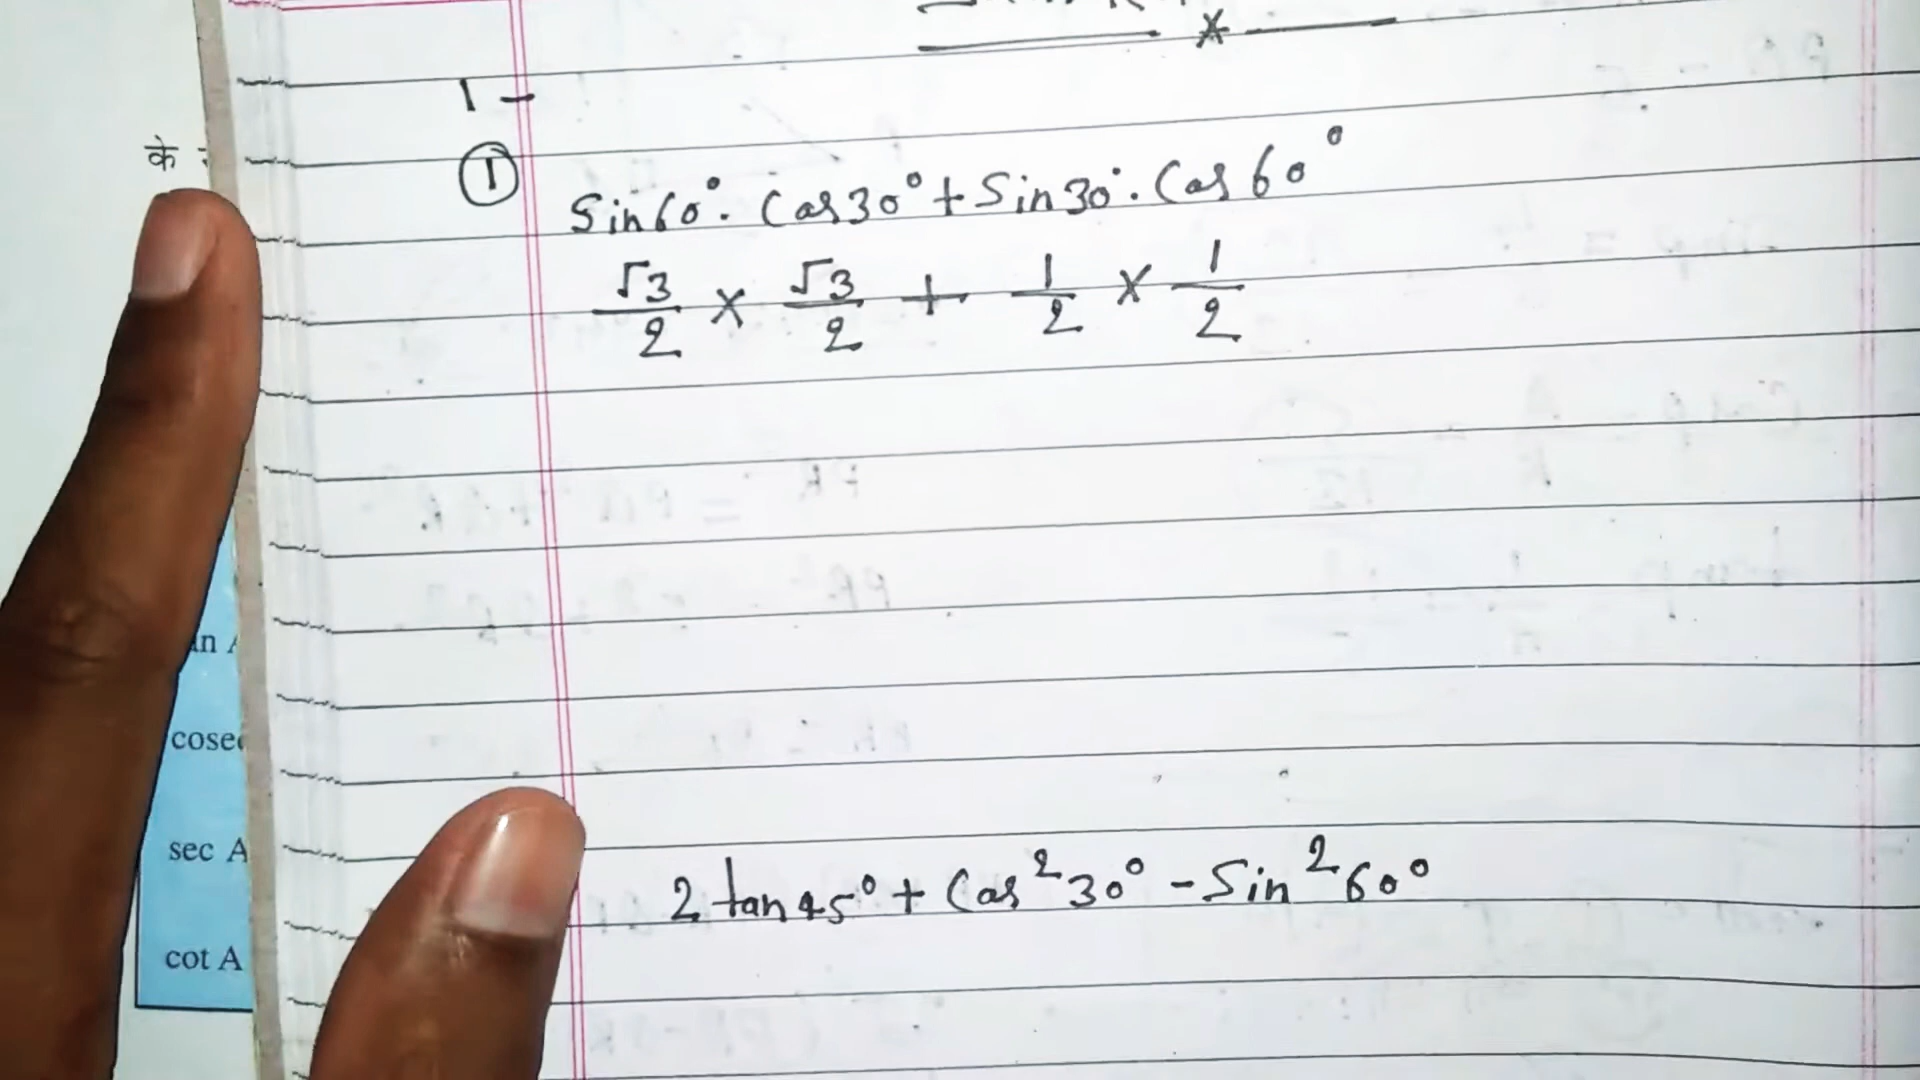 के
1 -
① Sin60°. Cos30° + Sin30°. Cos60°
√3/2 × √3/2 + 1/2 × 1/2
cosec
sec A
cot A
2 tan45° + Cos²30° - Sin²60°